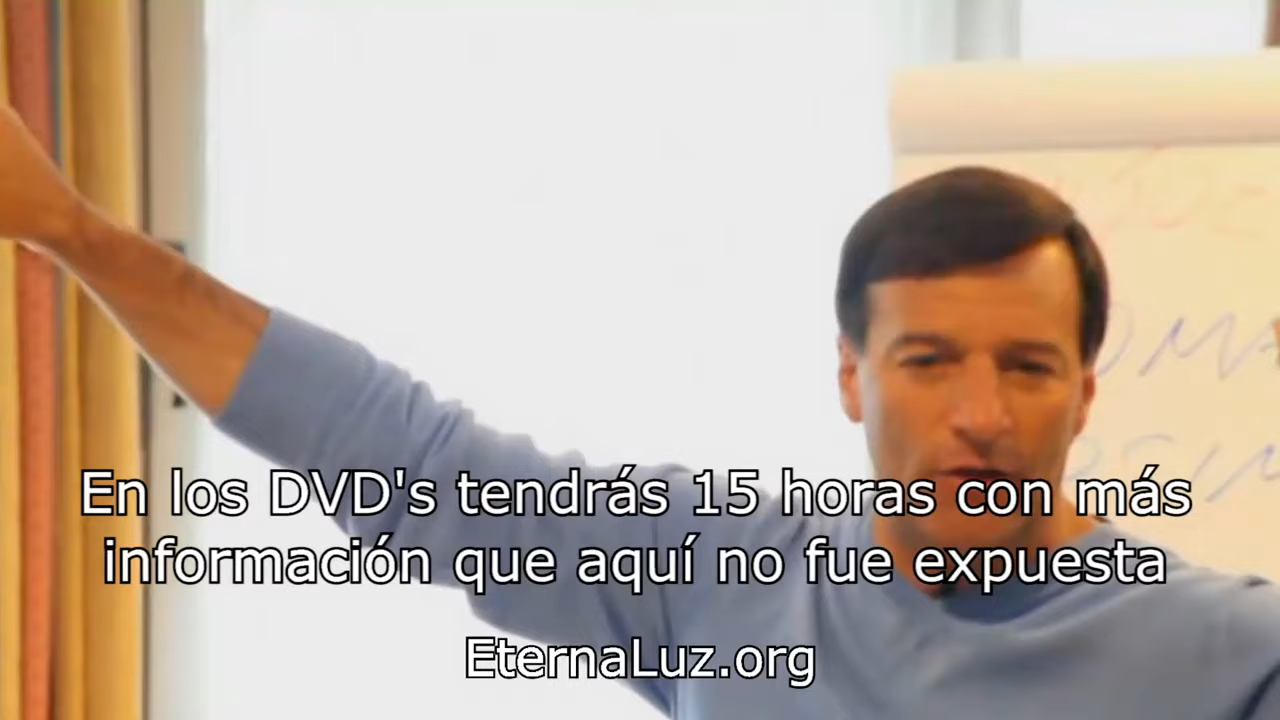 En los DVD's tendrás 15 horas con más
información que aquí no fue expuesta
EternaLuz.org